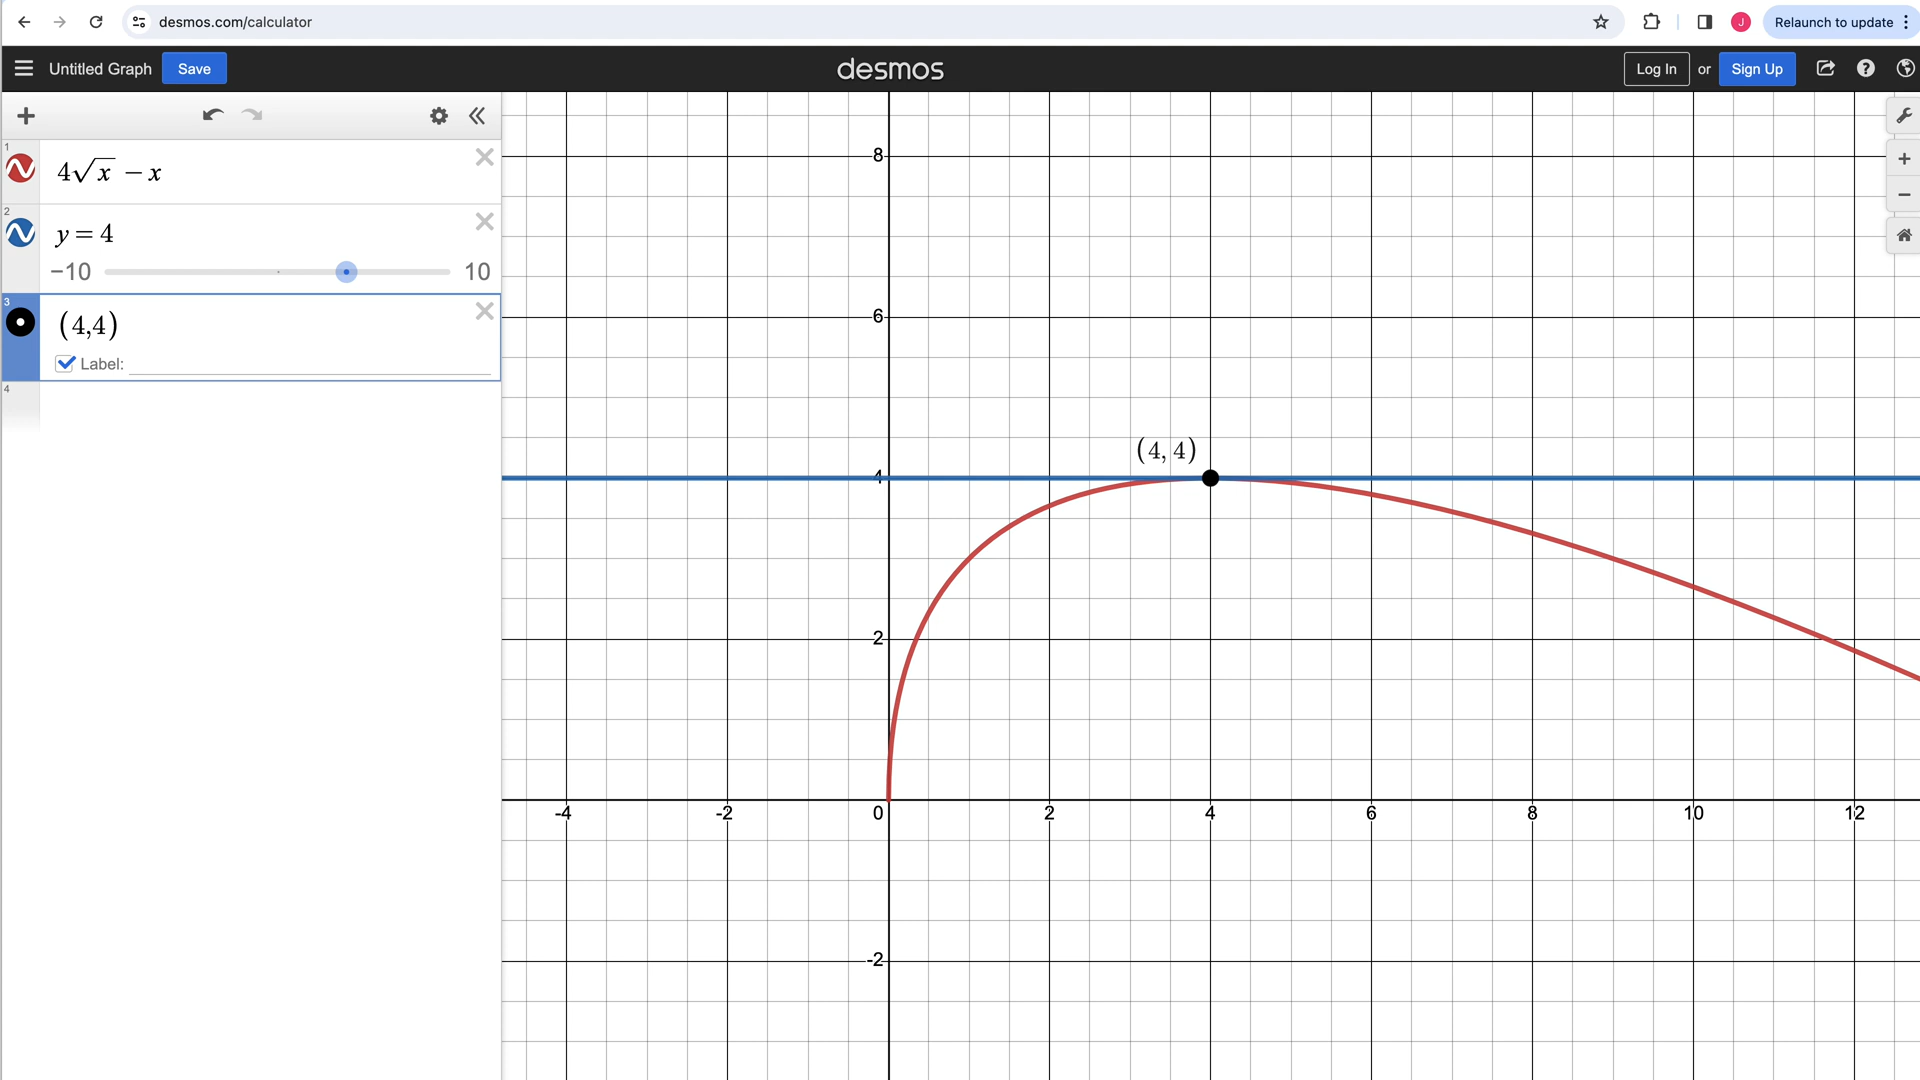 desmos.com/calculator
J
Relaunch to update
Untitled Graph
Save
desmos
Log In
or
Sign Up
1
4√x − x
2
y = 4
−10
10
3
(4,4)
Label:
4
8
6
(4, 4)
4
2
-4
-2
0
2
4
6
8
10
12
-2